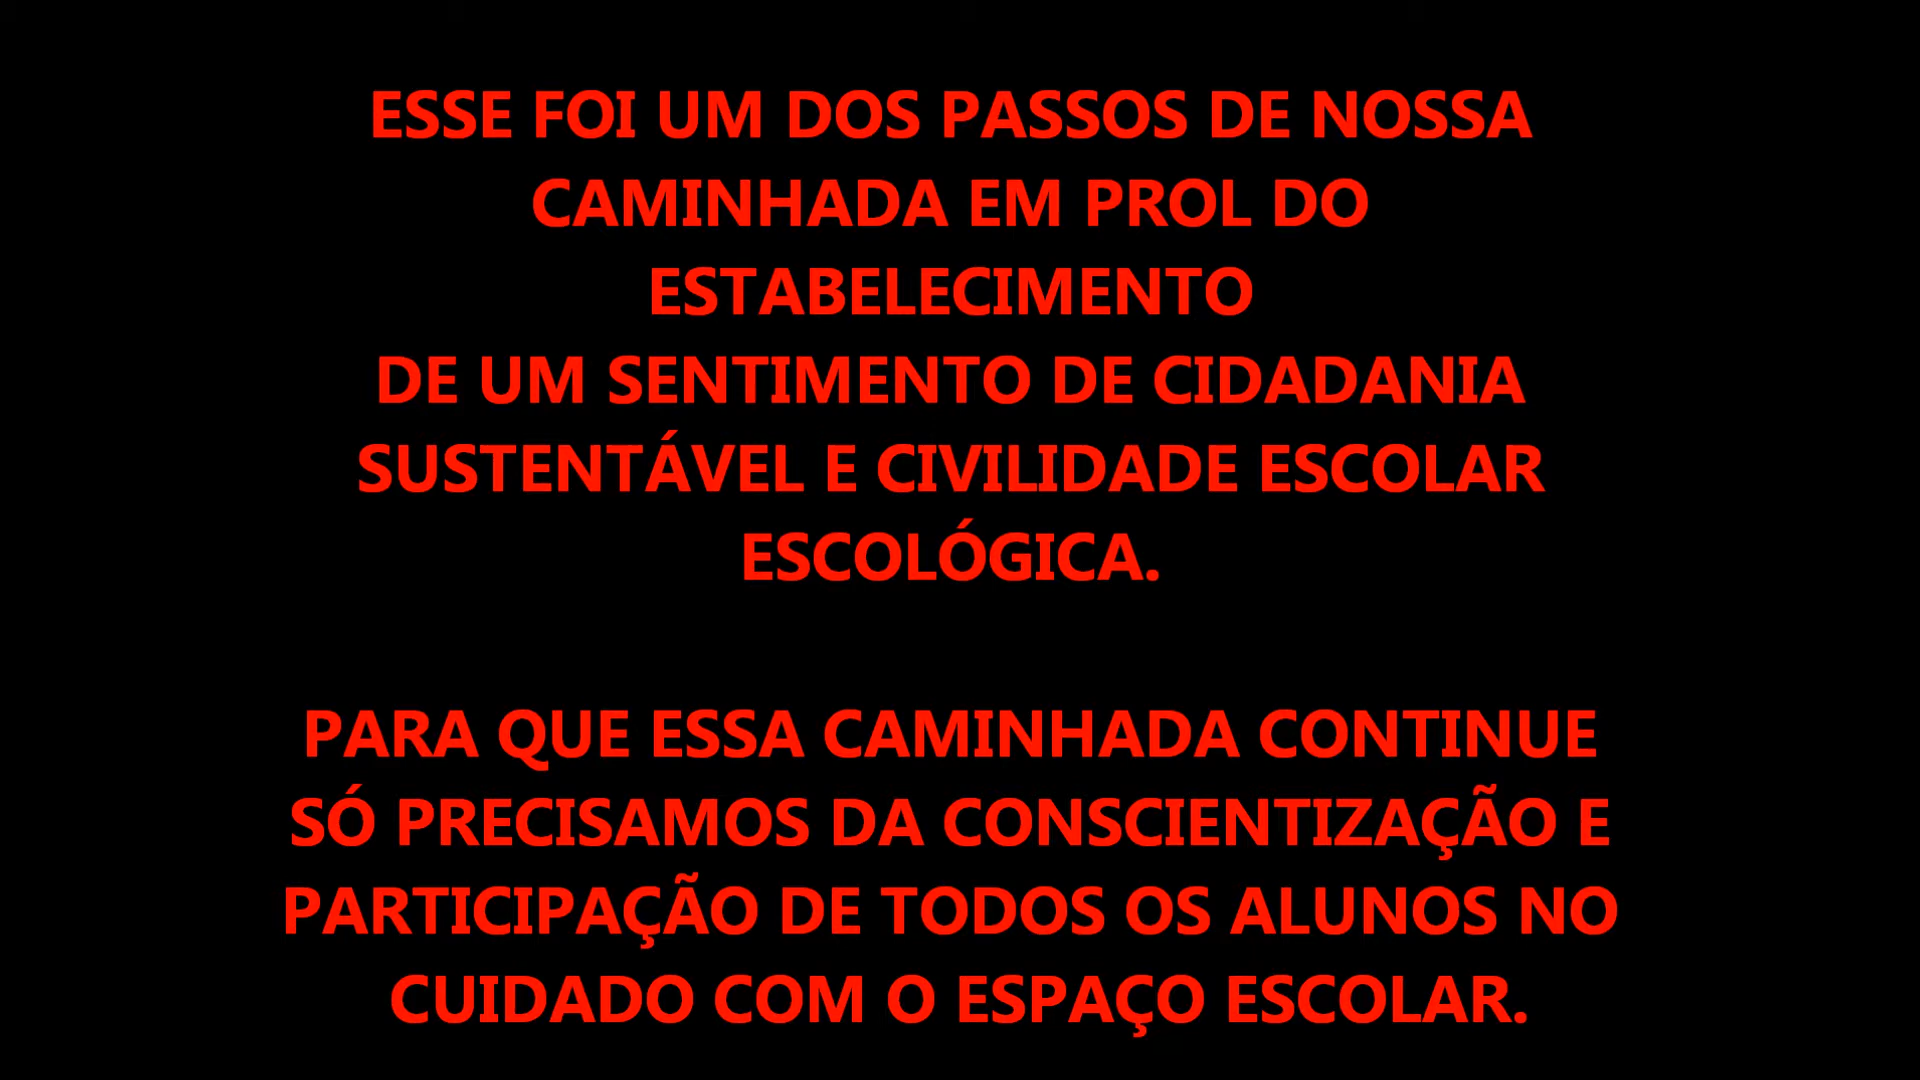 ESSE FOI UM DOS PASSOS DE NOSSA
CAMINHADA EM PROL DO
ESTABELECIMENTO
DE UM SENTIMENTO DE CIDADANIA
SUSTENTÁVEL E CIVILIDADE ESCOLAR
ESCOLÓGICA.
PARA QUE ESSA CAMINHADA CONTINUE
SÓ PRECISAMOS DA CONSCIENTIZAÇÃO E
PARTICIPAÇÃO DE TODOS OS ALUNOS NO
CUIDADO COM O ESPAÇO ESCOLAR.